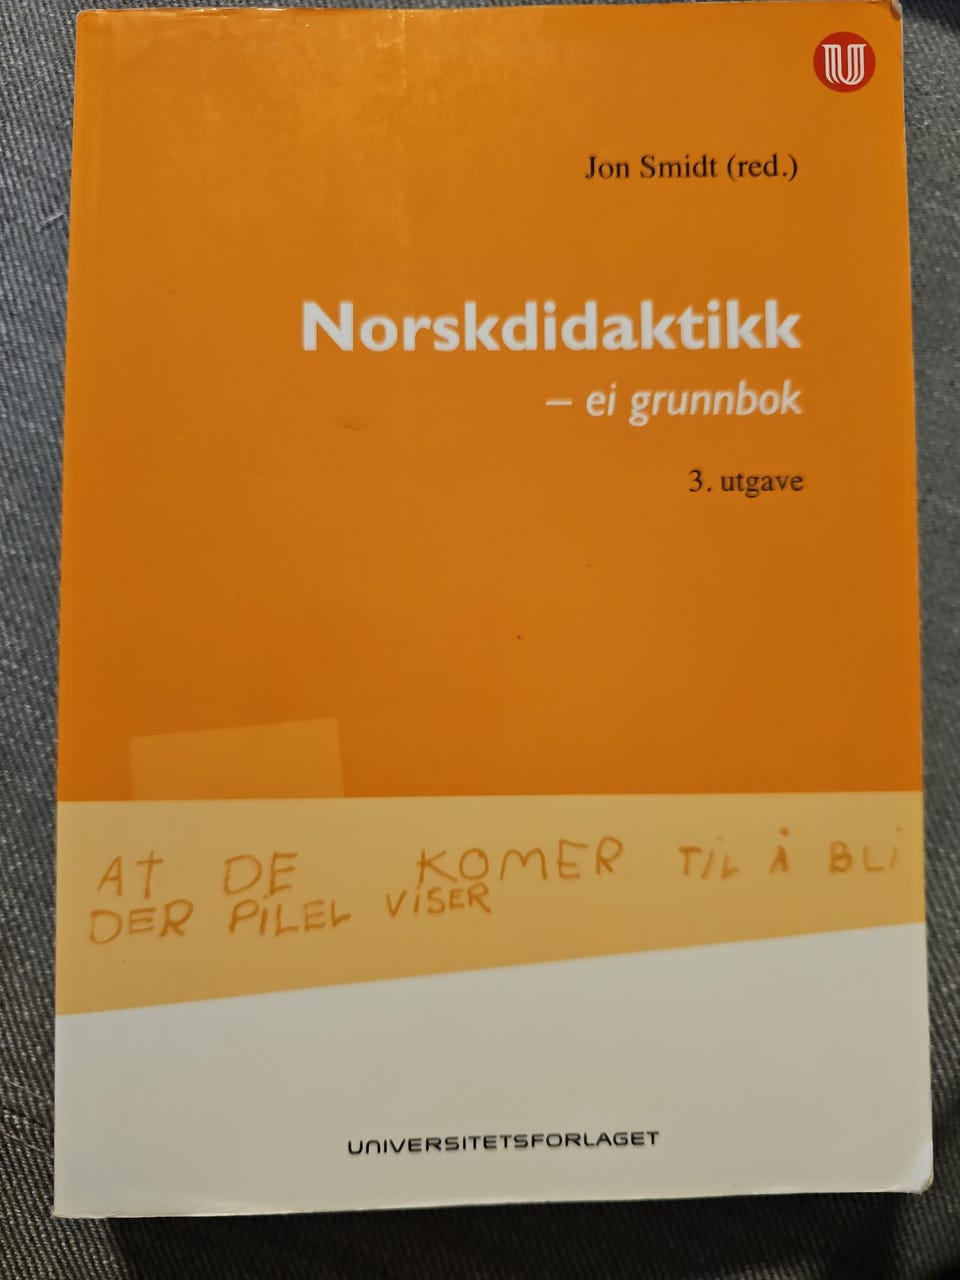 U
Jon Smidt (red.)
Norskdidaktikk
– ei grunnbok
3. utgave
AT DE KOMER TIL Å BLI
DER PILEL VISER
UNIVERSITETSFORLAGET